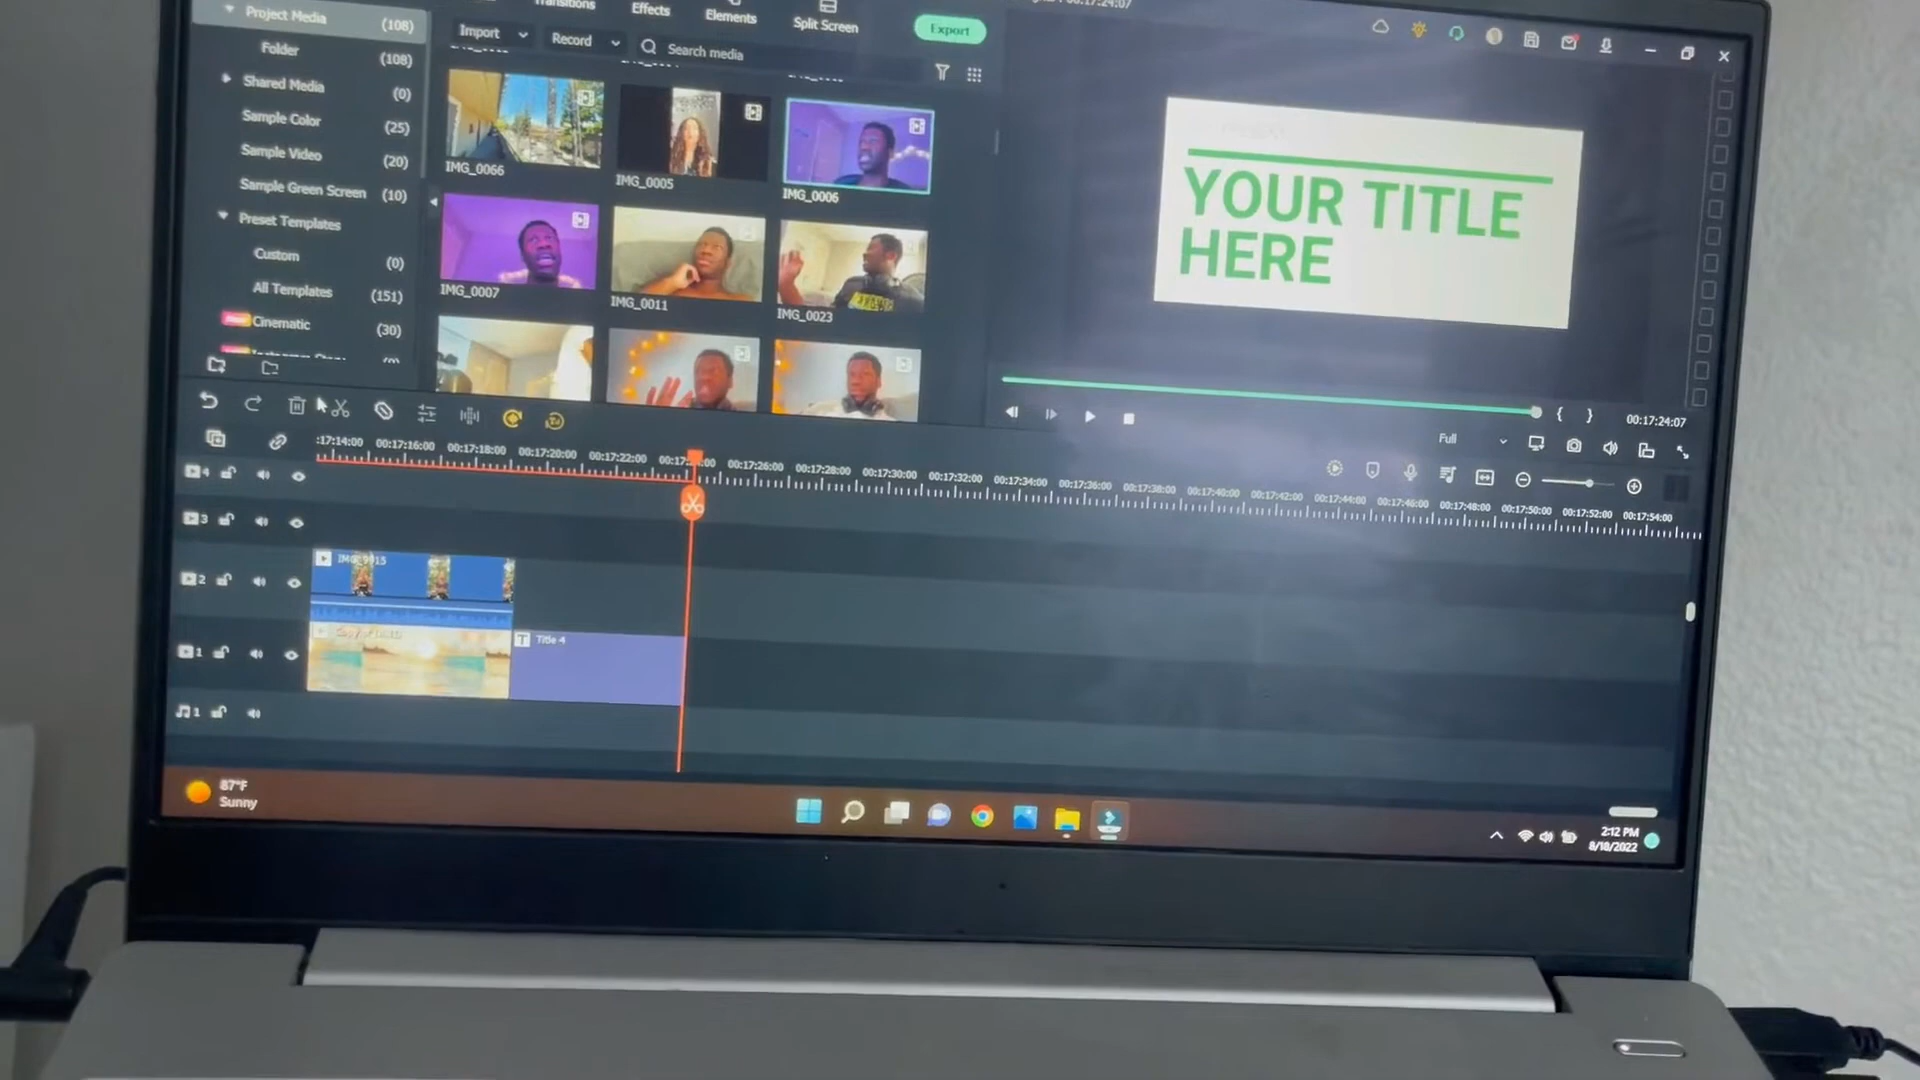 Project Media (108)
Folder (108)
Shared Media (0)
Sample Color (25)
Sample Video (20)
Sample Green Screen (10)
Preset Templates
Custom (0)
All Templates (151)
Cinematic (30)
Transitions
Effects
Elements
Split Screen
Export
Import
Record
Search media
IMG_0066
IMG_0005
IMG_0006
IMG_0007
IMG_0011
IMG_0023
YOUR TITLE
HERE
00:17:24:07
Full
:17:14:00 00:17:16:00 00:17:18:00 00:17:20:00 00:17:22:00 00:17:26:00 00:17:28:00 00:17:30:00 00:17:32:00 00:17:34:00 00:17:36:00 00:17:38:00 00:17:40:00 00:17:42:00 00:17:44:00 00:17:46:00 00:17:48:00 00:17:50:00 00:17:52:00 00:17:54:00
4
3
2
1
1
Title 4
87°F
Sunny
2:12 PM
8/18/2022